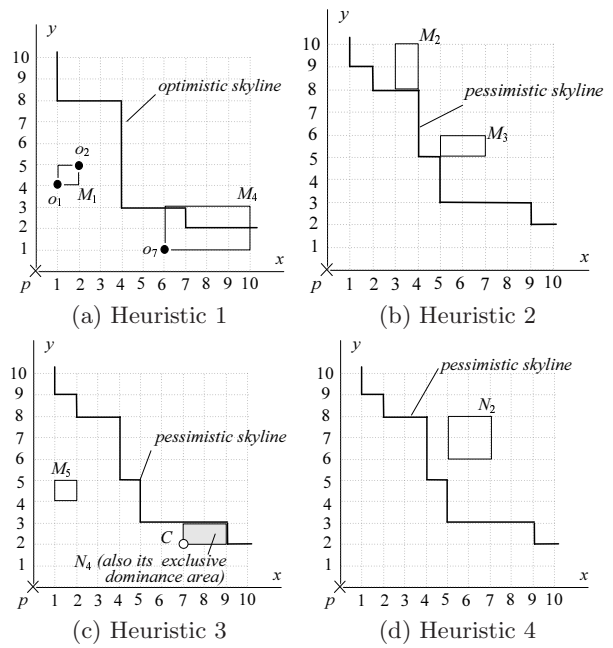 y
10
9
8
7
6
5
4
3
2
1
optimistic skyline
o2
o1
M1
M4
o7
x
p
1 2 3 4 5 6 7 8 9 10
(a) Heuristic 1
y
10
9
8
7
6
5
4
3
2
1
M2
pessimistic skyline
M3
x
p
1 2 3 4 5 6 7 8 9 10
(b) Heuristic 2
y
10
9
8
7
6
5
4
3
2
1
pessimistic skyline
M5
C
N4 (also its exclusive
dominance area)
x
p
1 2 3 4 5 6 7 8 9 10
(c) Heuristic 3
y
10
9
8
7
6
5
4
3
2
1
pessimistic skyline
N2
x
p
1 2 3 4 5 6 7 8 9 10
(d) Heuristic 4